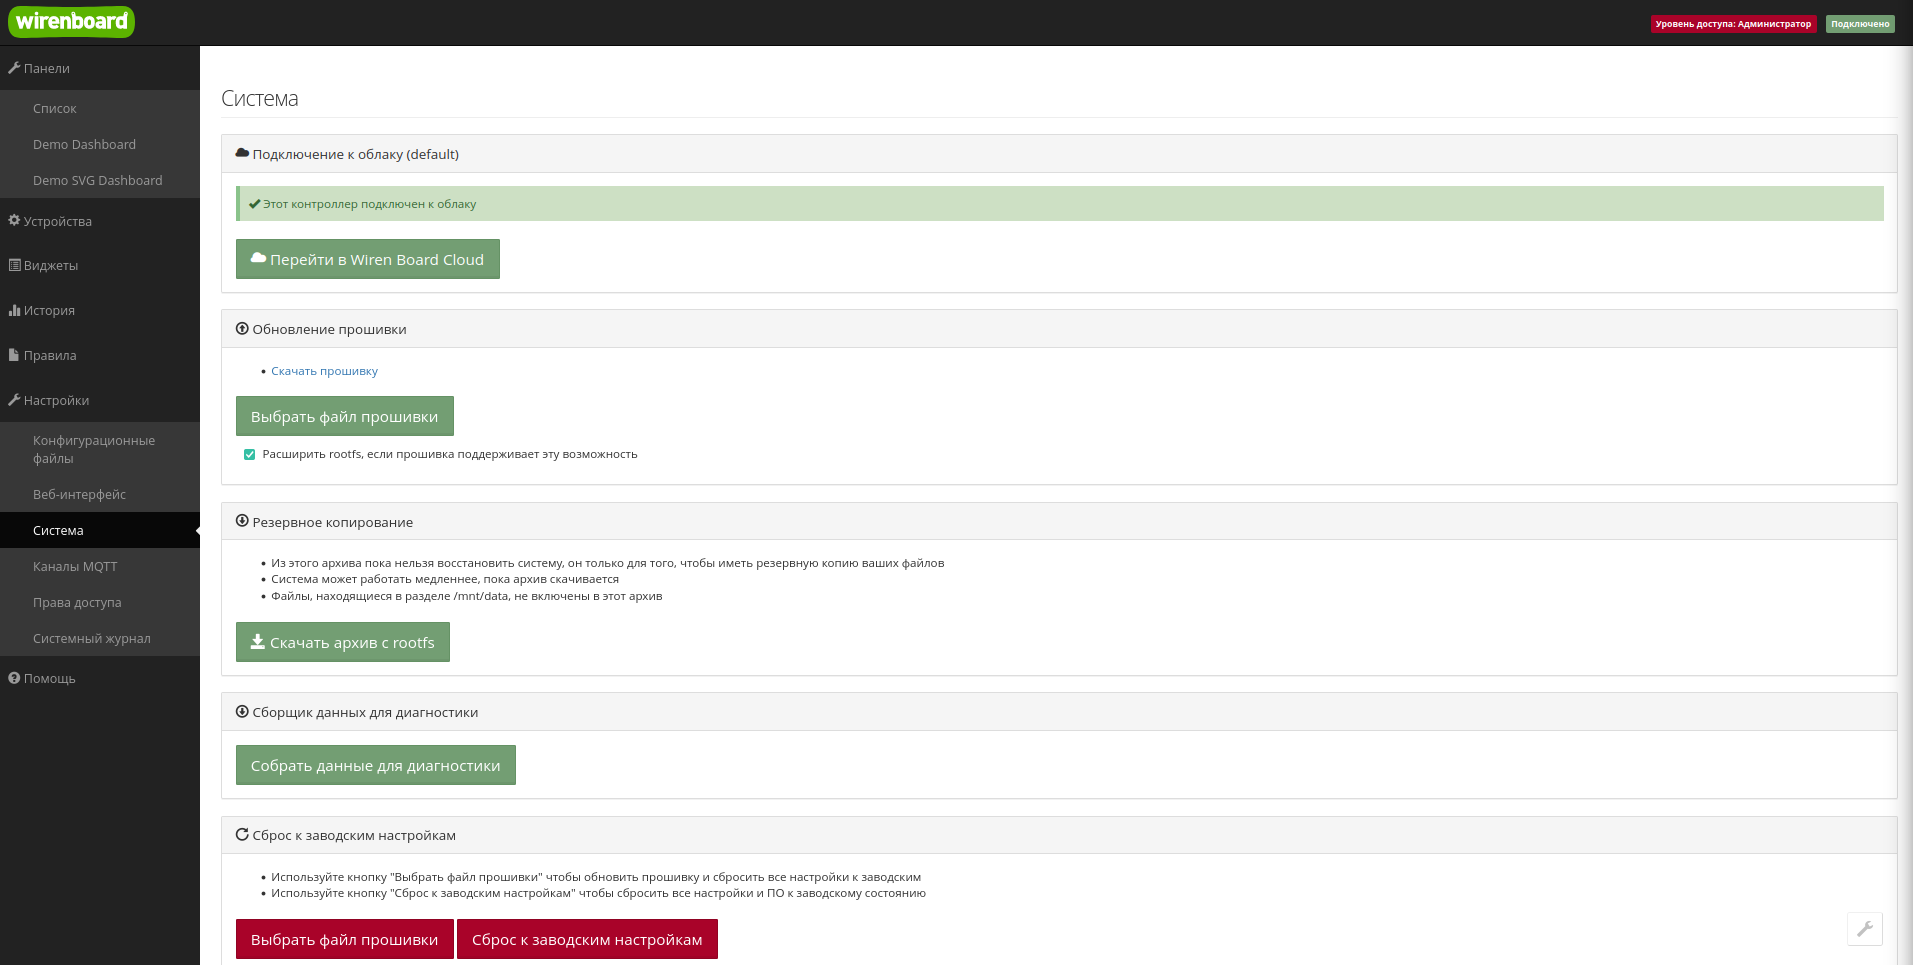 wirenboard
Уровень доступа: Администратор
Подключено
Панели
Список
Demo Dashboard
Demo SVG Dashboard
Устройства
Виджеты
История
Правила
Настройки
Конфигурационные
файлы
Веб-интерфейс
Система
Каналы MQTT
Права доступа
Системный журнал
Помощь
Система
Подключение к облаку (default)
Этот контроллер подключен к облаку
Перейти в Wiren Board Cloud
Обновление прошивки
• Скачать прошивку
Выбрать файл прошивки
Расширить rootfs, если прошивка поддерживает эту возможность
Резервное копирование
• Из этого архива пока нельзя восстановить систему, он только для того, чтобы иметь резервную копию ваших файлов
• Система может работать медленнее, пока архив скачивается
• Файлы, находящиеся в разделе /mnt/data, не включены в этот архив
Скачать архив с rootfs
Сборщик данных для диагностики
Собрать данные для диагностики
Сброс к заводским настройкам
• Используйте кнопку "Выбрать файл прошивки" чтобы обновить прошивку и сбросить все настройки к заводским
• Используйте кнопку "Сброс к заводским настройкам" чтобы сбросить все настройки и ПО к заводскому состоянию
Выбрать файл прошивки
Сброс к заводским настройкам